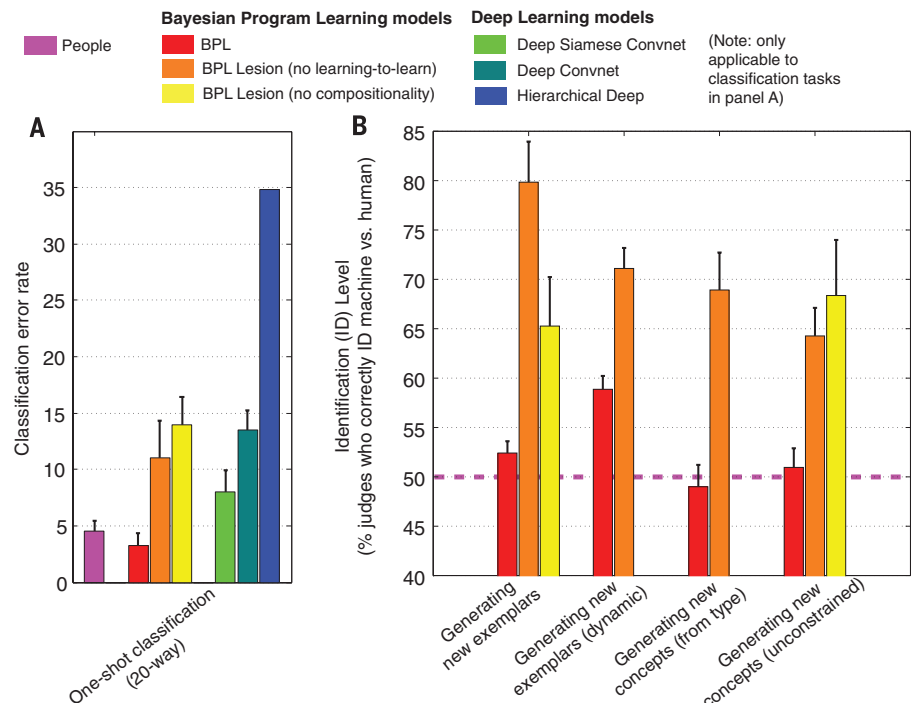 Bayesian Program Learning models
Deep Learning models
People
BPL
BPL Lesion (no learning-to-learn)
BPL Lesion (no compositionality)
Deep Siamese Convnet
Deep Convnet
Hierarchical Deep
(Note: only
applicable to
classification tasks
in panel A)
A
Classification error rate
35
30
25
20
15
10
5
0
One-shot classification
(20-way)
B
Identification (ID) Level
(% judges who correctly ID machine vs. human)
85
80
75
70
65
60
55
50
45
40
Generating
new exemplars
Generating new
exemplars (dynamic)
Generating new
concepts (from type)
Generating new
concepts (unconstrained)